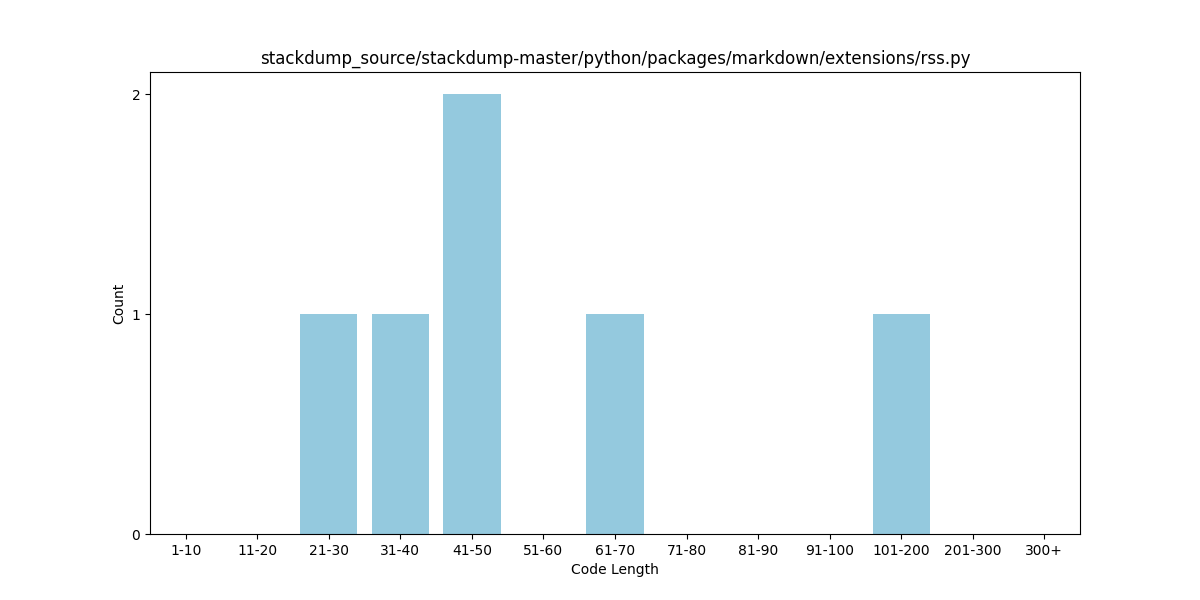 stackdump_source/stackdump-master/python/packages/markdown/extensions/rss.py
2
1
0
Count
1-10 11-20 21-30 31-40 41-50 51-60 61-70 71-80 81-90 91-100 101-200 201-300 300+
Code Length